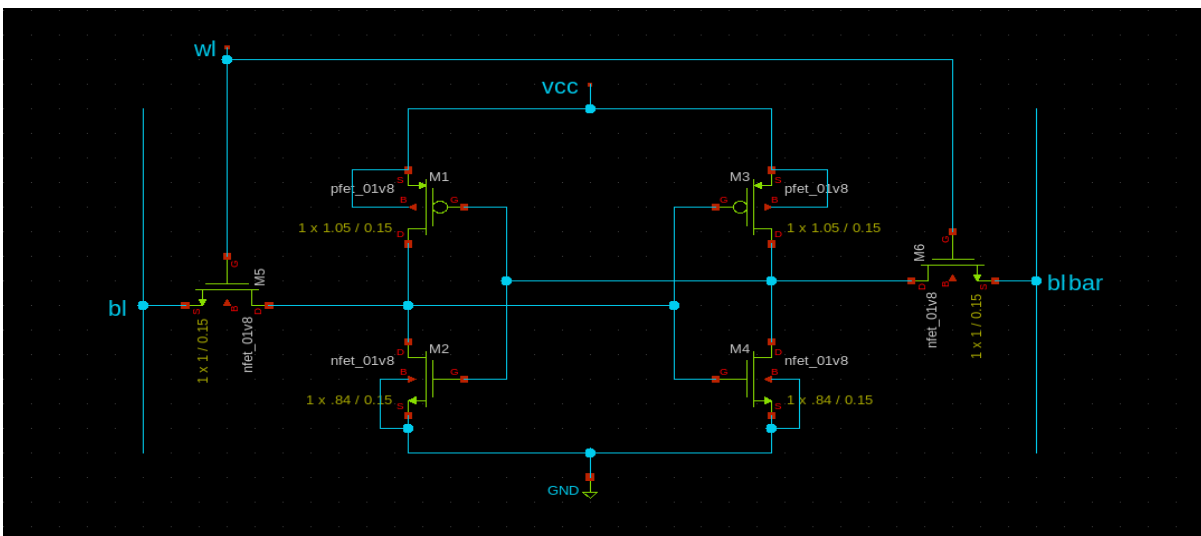 wl
vcc
S
M1
pfet_01v8
B
G
1 x 1.05 / 0.15
D
M3
S
pfet_01v8
G
B
1 x 1.05 / 0.15
D
G
M5
bl
S
B
D
1 x 1 / 0.15
nfet_01v8
M6
G
D
B
S
blbar
nfet_01v8
1 x 1 / 0.15
D
M2
nfet_01v8
B
G
1 x .84 / 0.15
S
M4
D
nfet_01v8
G
B
1 x .84 / 0.15
S
GND